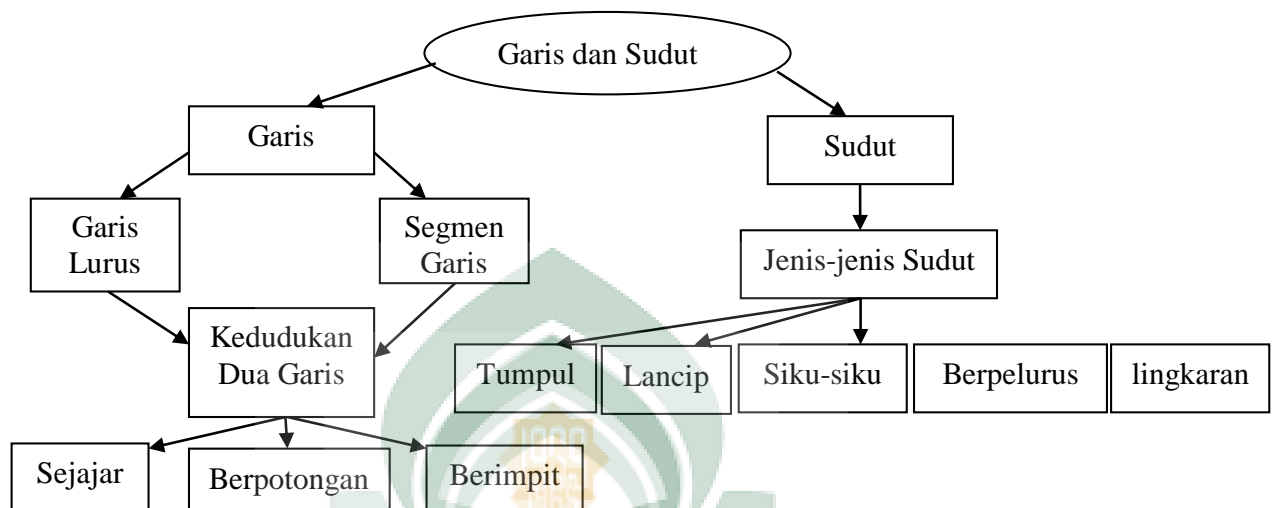 Garis dan Sudut
Garis
Sudut
Garis
Lurus
Segmen
Garis
Jenis-jenis Sudut
Kedudukan
Dua Garis
Tumpul
Lancip
Siku-siku
Berpelurus
lingkaran
Sejajar
Berpotongan
Berimpit